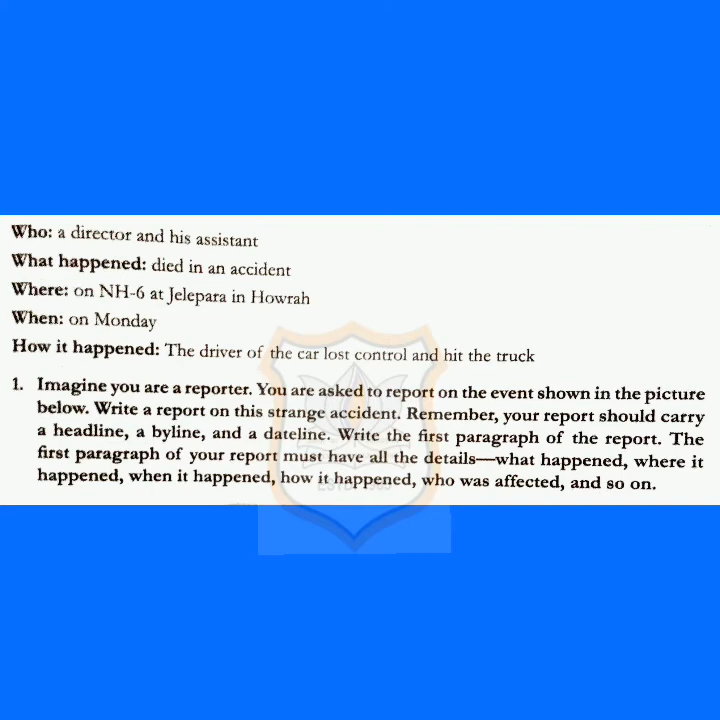 Who: a director and his assistant
What happened: died in an accident
Where: on NH-6 at Jelepara in Howrah
When: on Monday
How it happened: The driver of the car lost control and hit the truck
1. Imagine you are a reporter. You are asked to report on the event shown in the picture
below. Write a report on this strange accident. Remember, your report should carry
a headline, a byline, and a dateline. Write the first paragraph of the report. The
first paragraph of your report must have all the details—what happened, where it
happened, when it happened, how it happened, who was affected, and so on.